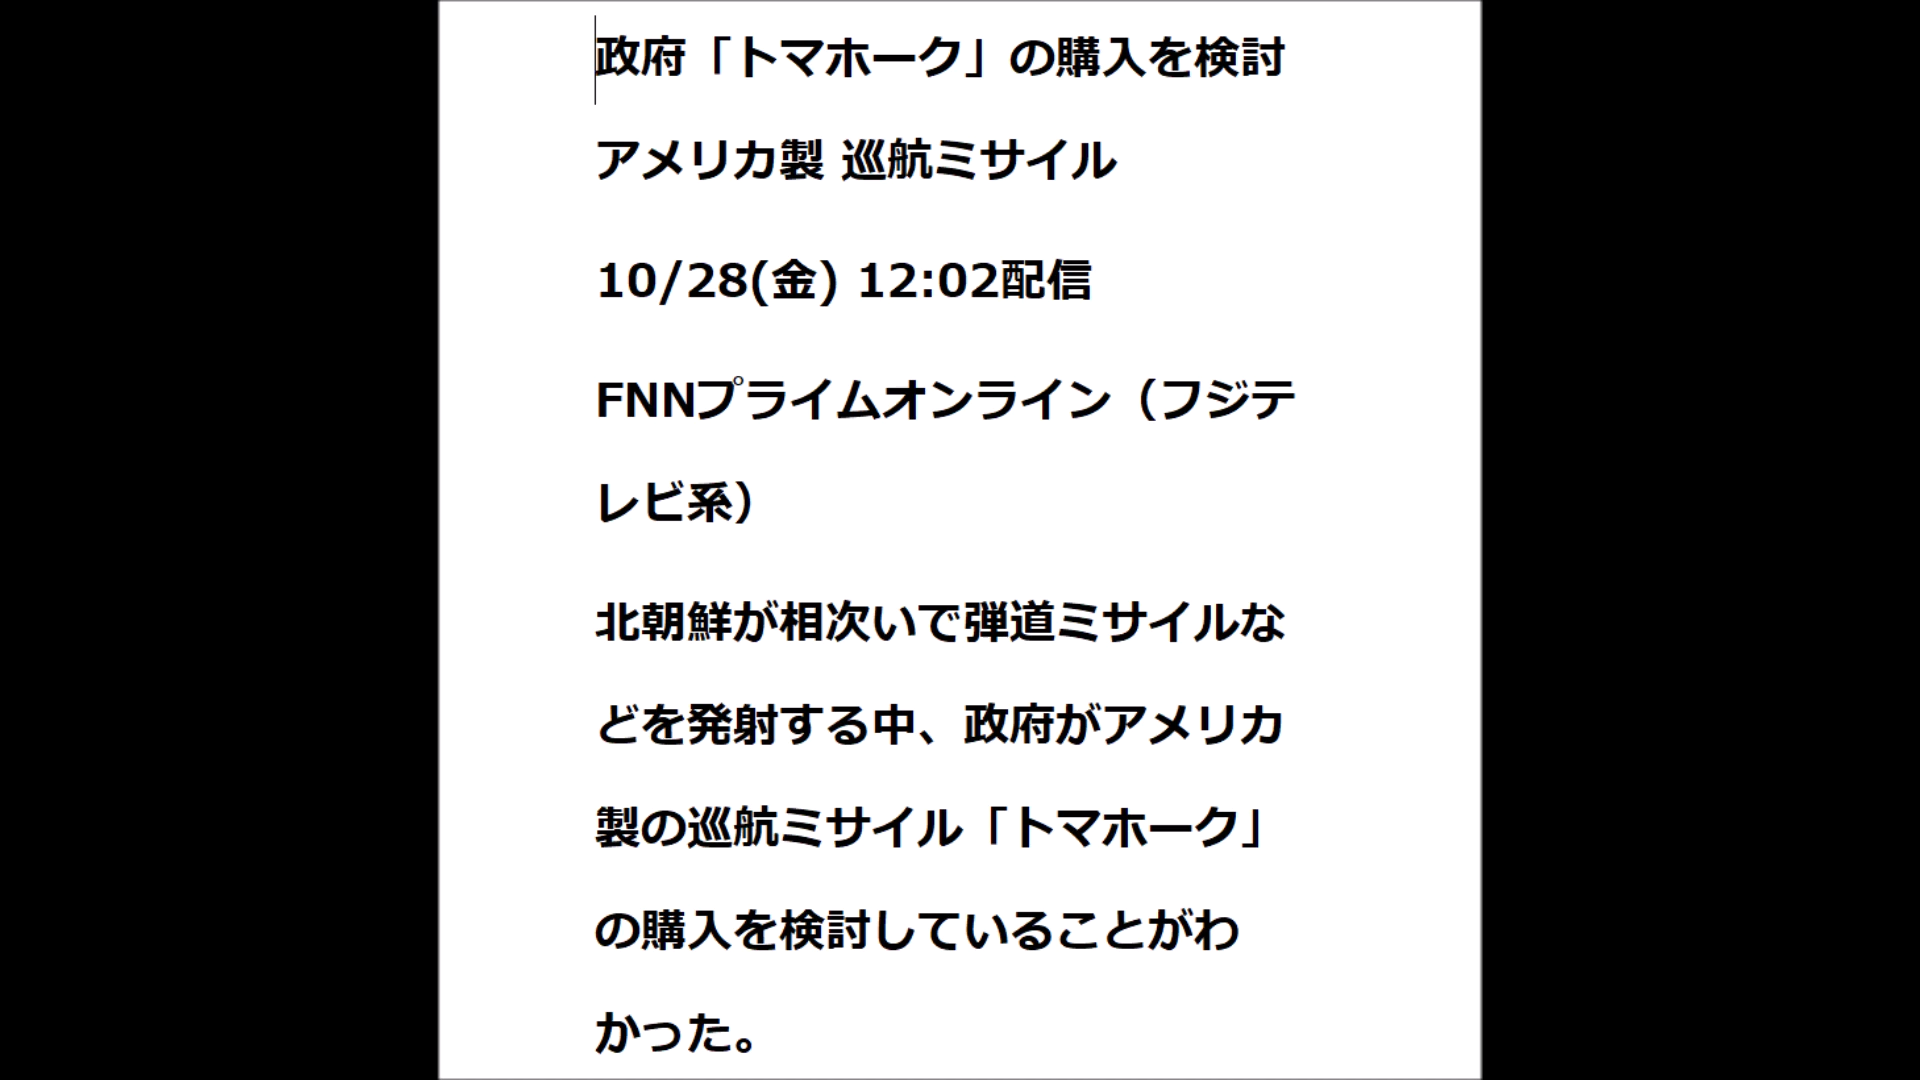 政府「トマホーク」の購入を検討
アメリカ製 巡航ミサイル
10/28(金) 12:02配信
FNNプライムオンライン（フジテ
レビ系）
北朝鮮が相次いで弾道ミサイルな
どを発射する中、政府がアメリカ
製の巡航ミサイル「トマホーク」
の購入を検討していることがわ
かった。